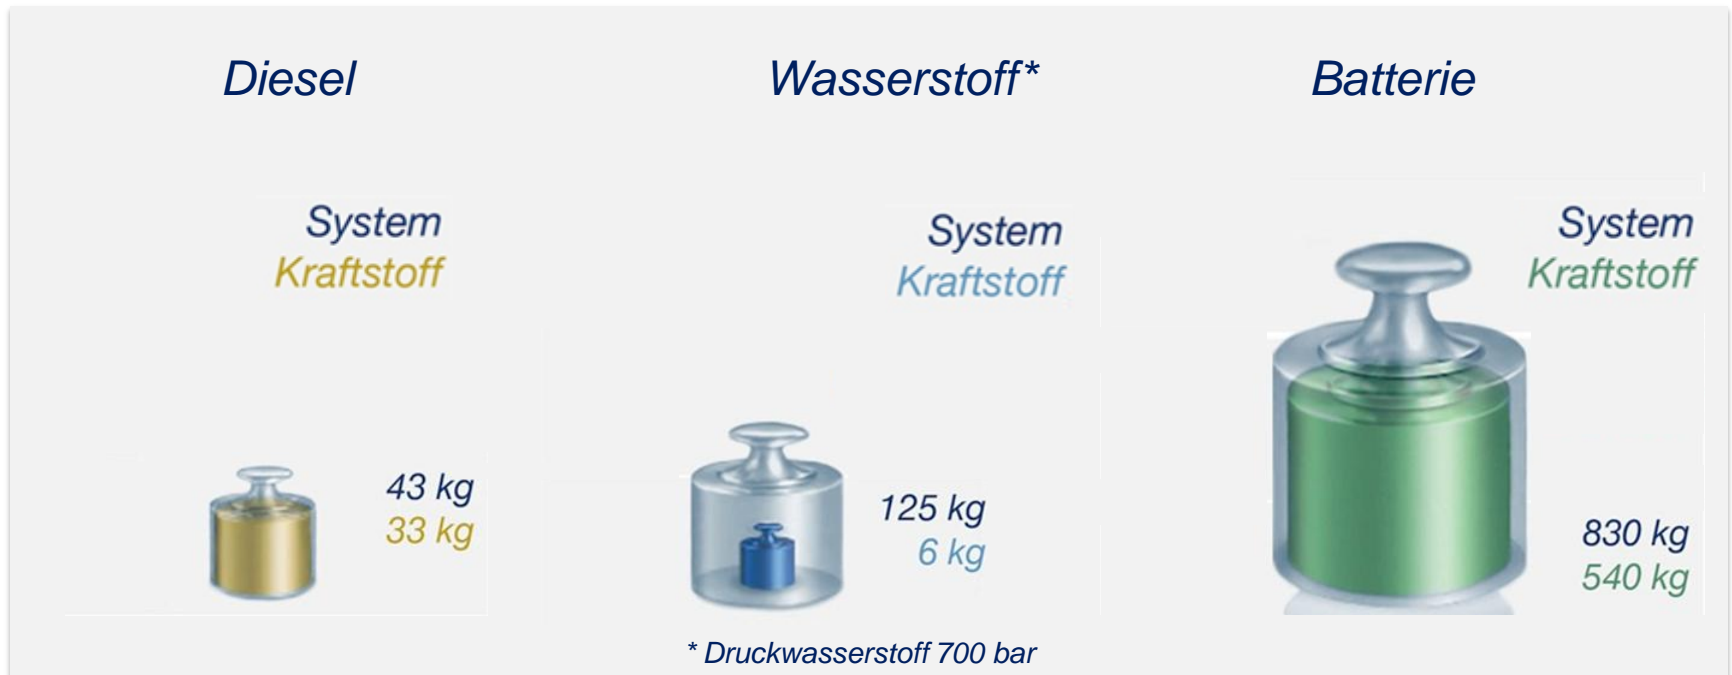 Diesel
Wasserstoff*
Batterie
System
Kraftstoff
System
Kraftstoff
System
Kraftstoff
43 kg
33 kg
125 kg
6 kg
830 kg
540 kg
* Druckwasserstoff 700 bar